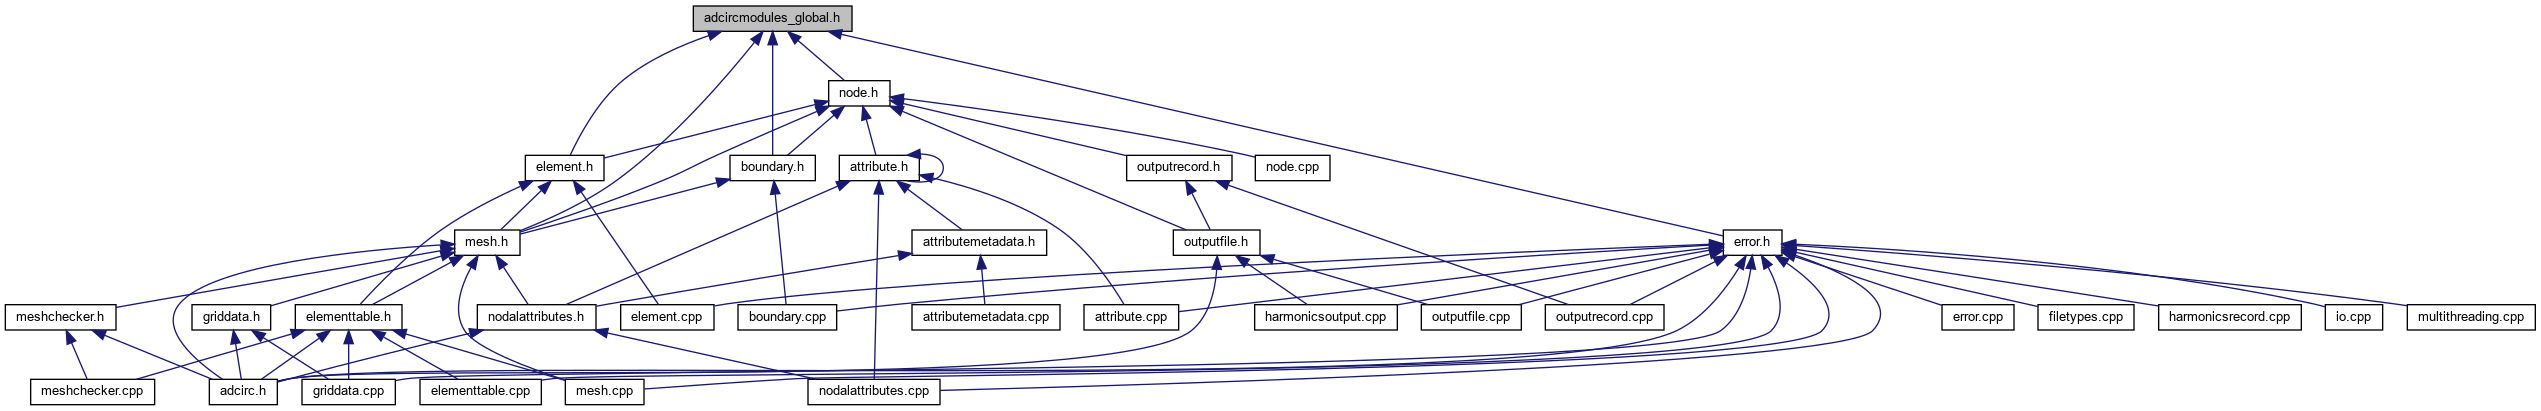 adcircmodules_global.h
node.h
element.h
boundary.h
attribute.h
outputrecord.h
node.cpp
mesh.h
attributemetadata.h
outputfile.h
error.h
meshchecker.h
griddata.h
elementtable.h
nodalattributes.h
element.cpp
boundary.cpp
attributemetadata.cpp
attribute.cpp
harmonicsoutput.cpp
outputfile.cpp
outputrecord.cpp
error.cpp
filetypes.cpp
harmonicsrecord.cpp
io.cpp
multithreading.cpp
meshchecker.cpp
adcirc.h
griddata.cpp
elementtable.cpp
mesh.cpp
nodalattributes.cpp